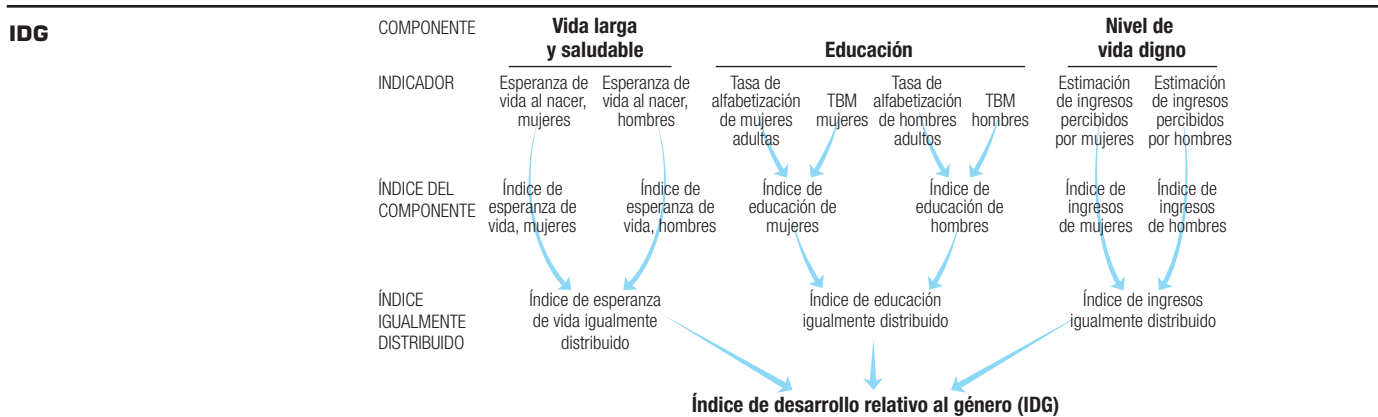 IDG
COMPONENTE
Vida larga
y saludable
Educación
Nivel de
vida digno
INDICADOR
Esperanza de
vida al nacer,
mujeres
Esperanza de
vida al nacer,
hombres
Tasa de
alfabetización
de mujeres
adultas
TBM
mujeres
Tasa de
alfabetización
de hombres
adultos
TBM
hombres
Estimación
de ingresos
percibidos
por mujeres
Estimación
de ingresos
percibidos
por hombres
ÍNDICE DEL
COMPONENTE
Índice de
esperanza de
vida, mujeres
Índice de
esperanza de
vida, hombres
Índice de
educación de
mujeres
Índice de
educación de
hombres
Índice de
ingresos
de mujeres
Índice de
ingresos
de hombres
ÍNDICE
IGUALMENTE
DISTRIBUIDO
Índice de esperanza
de vida igualmente
distribuido
Índice de educación
igualmente distribuido
Índice de ingresos
igualmente distribuido
Índice de desarrollo relativo al género (IDG)